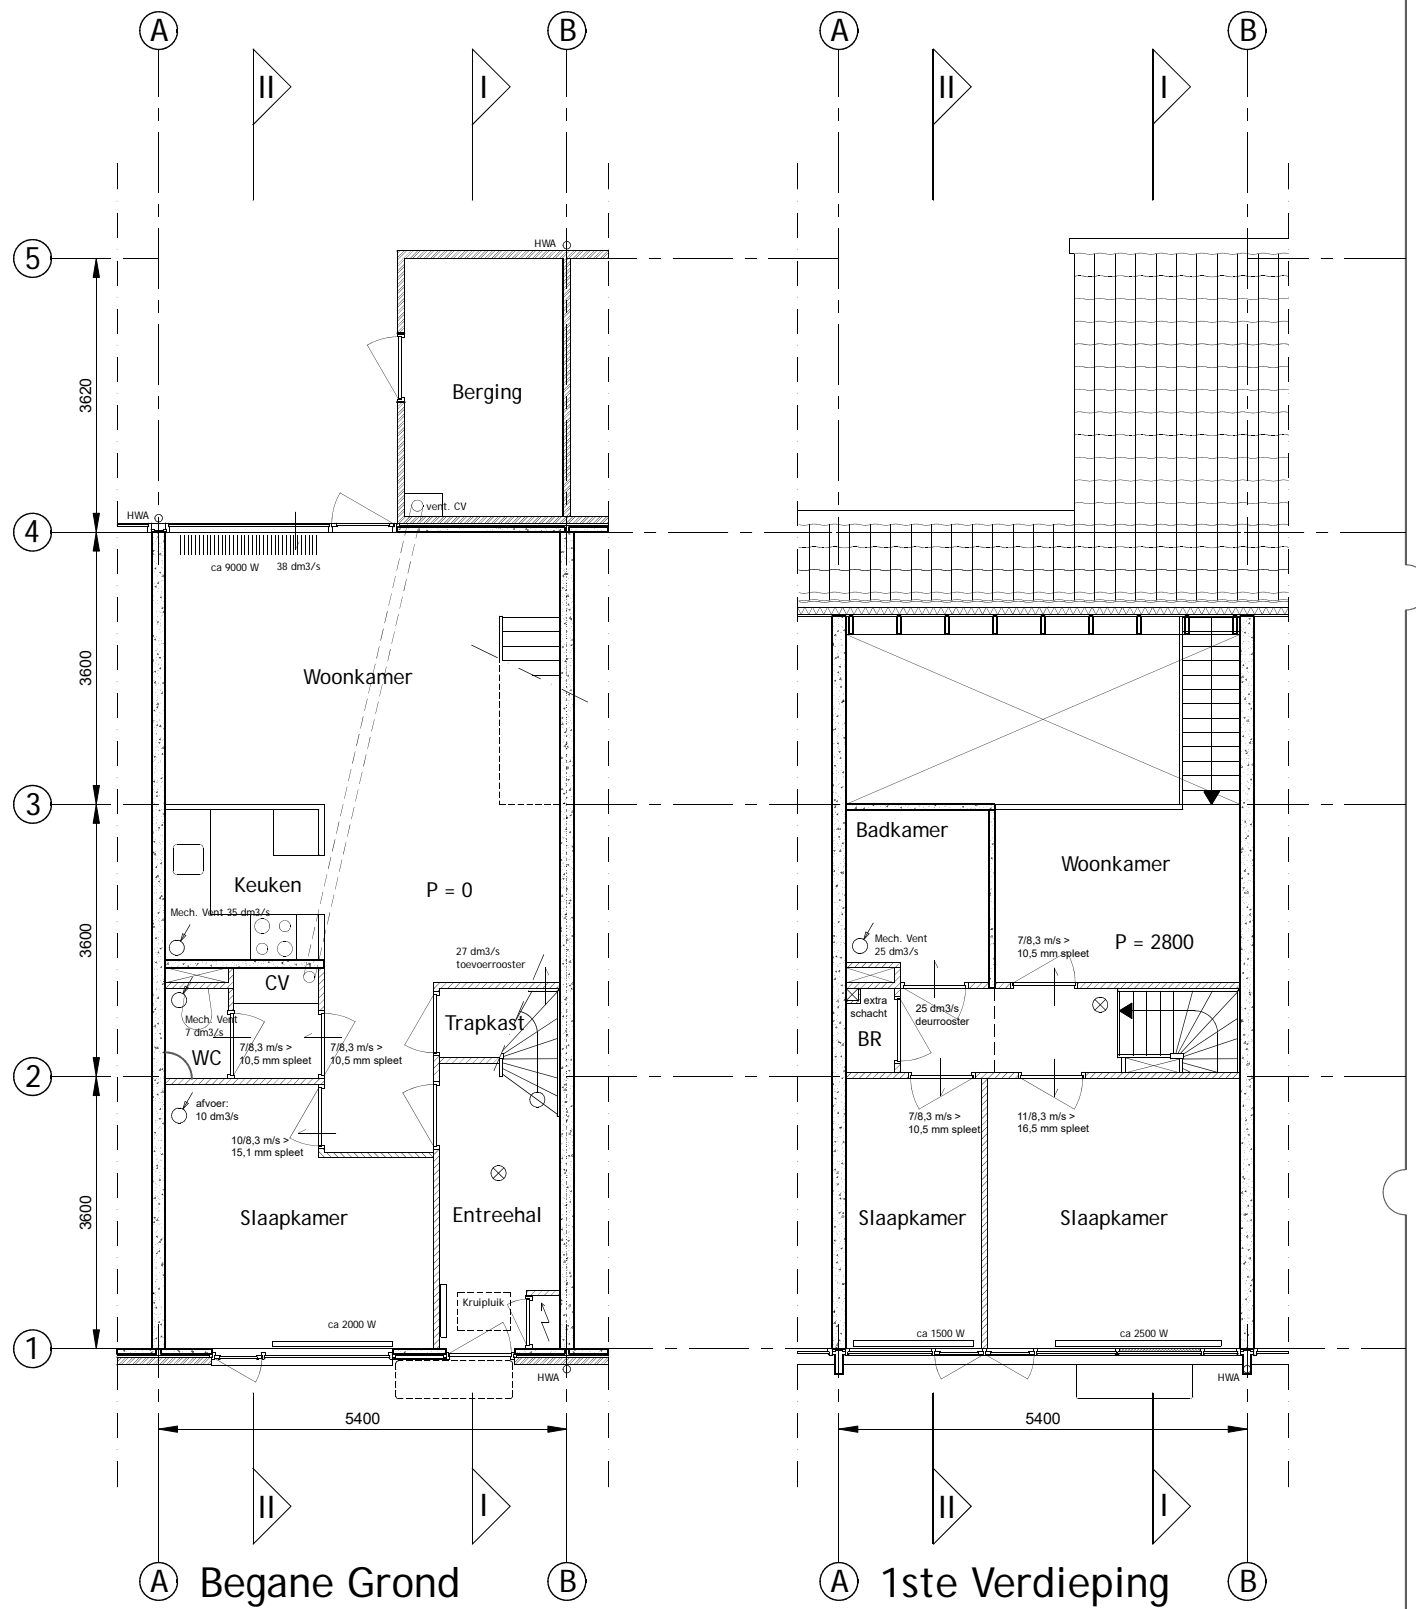 A
B
A
B
II
I
II
I
5
HWA
3620
Berging
HWA
vent. CV
4
ca 9000 W
38 dm3/s
3600
Woonkamer
3
Badkamer
Woonkamer
Keuken
P = 0
Mech. Vent 35 dm3/s
3600
27 dm3/s
toevoerrooster
Mech. Vent
25 dm3/s
7/8,3 m/s >
10,5 mm spleet
P = 2800
CV
Mech. Vent
7 dm3/s
Trapkast
WC
7/8,3 m/s >
10,5 mm spleet
7/8,3 m/s >
10,5 mm spleet
extra
schacht
BR
25 dm3/s
deurrooster
2
afvoer:
10 dm3/s
10/8,3 m/s >
15,1 mm spleet
7/8,3 m/s >
10,5 mm spleet
11/8,3 m/s >
16,5 mm spleet
3600
Slaapkamer
Entreehal
Slaapkamer
Slaapkamer
Kruipluik
ca 2000 W
ca 1500 W
ca 2500 W
1
HWA
HWA
5400
5400
II
I
II
I
A
Begane Grond
B
A
1ste Verdieping
B